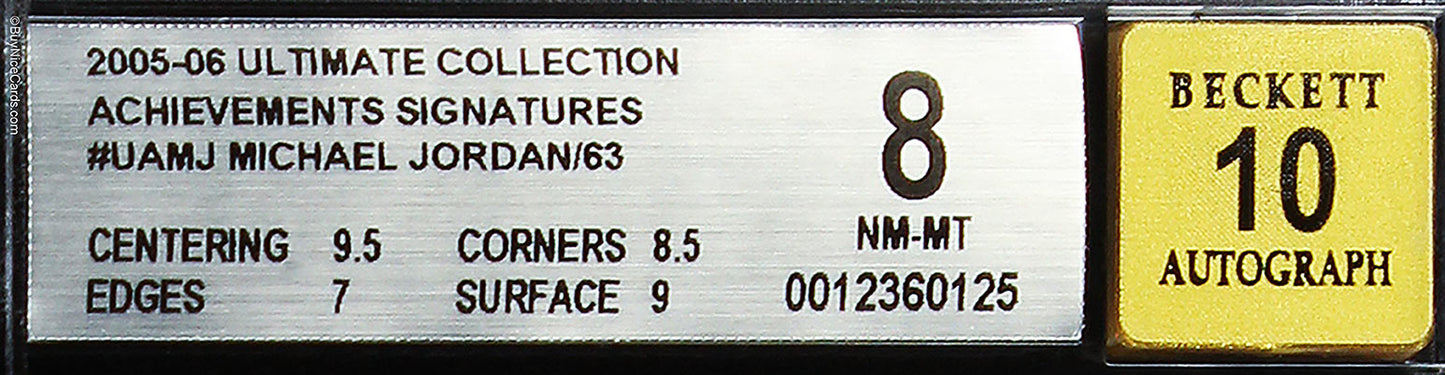 ©BuyNiceCards.com
2005-06 ULTIMATE COLLECTION
ACHIEVEMENTS SIGNATURES
#UAMJ MICHAEL JORDAN/63
CENTERING 9.5 CORNERS 8.5
EDGES 7 SURFACE 9
8
NM-MT
0012360125
BECKETT
10
AUTOGRAPH